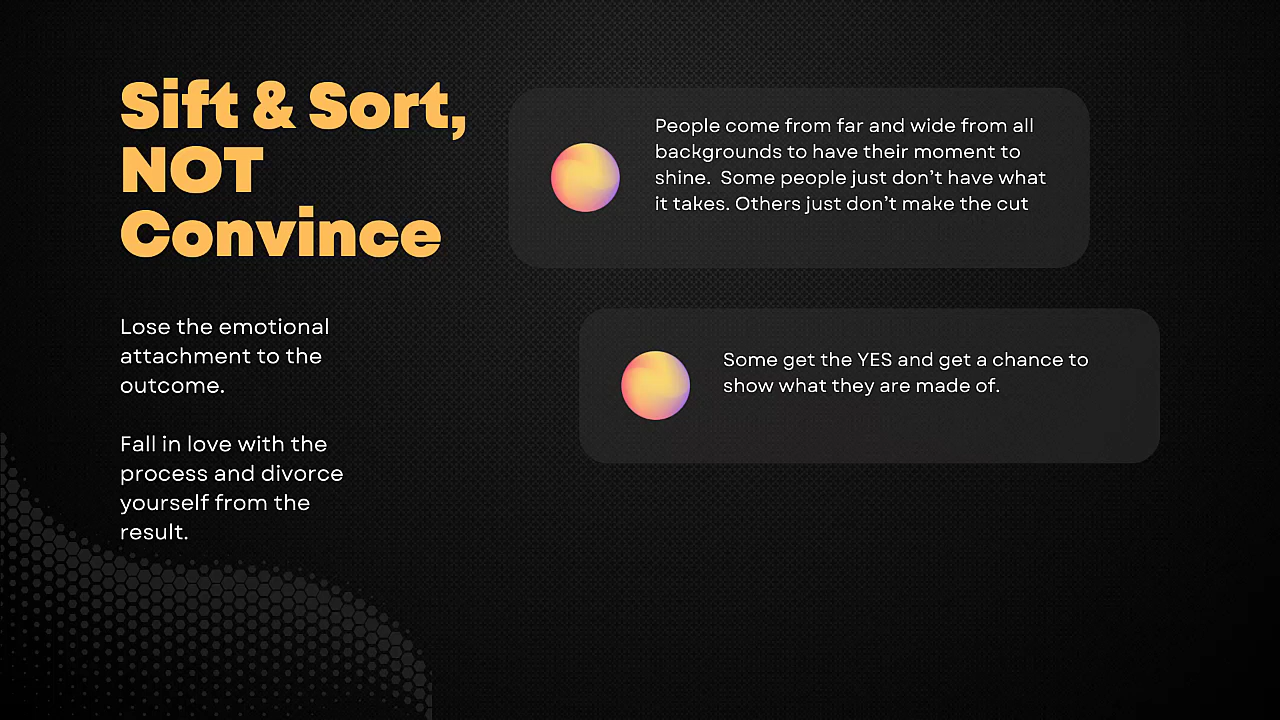 Sift & Sort,
NOT
Convince
Lose the emotional
attachment to the
outcome.
Fall in love with the
process and divorce
yourself from the
result.
People come from far and wide from all
backgrounds to have their moment to
shine.  Some people just don’t have what
it takes. Others just don’t make the cut
Some get the YES and get a chance to
show what they are made of.